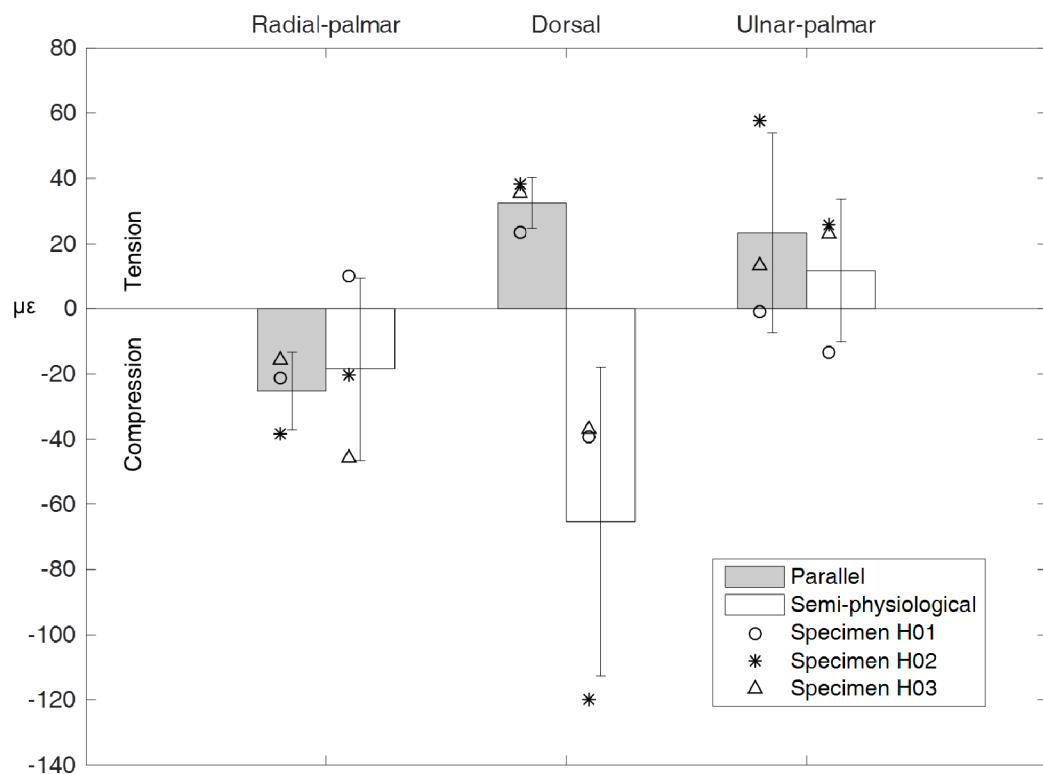 Radial-palmar Dorsal Ulnar-palmar
80
60
40
20
0
-20
-40
-60
-80
-100
-120
-140
με
Tension
Compression
Parallel
Semi-physiological
Specimen H01
Specimen H02
Specimen H03